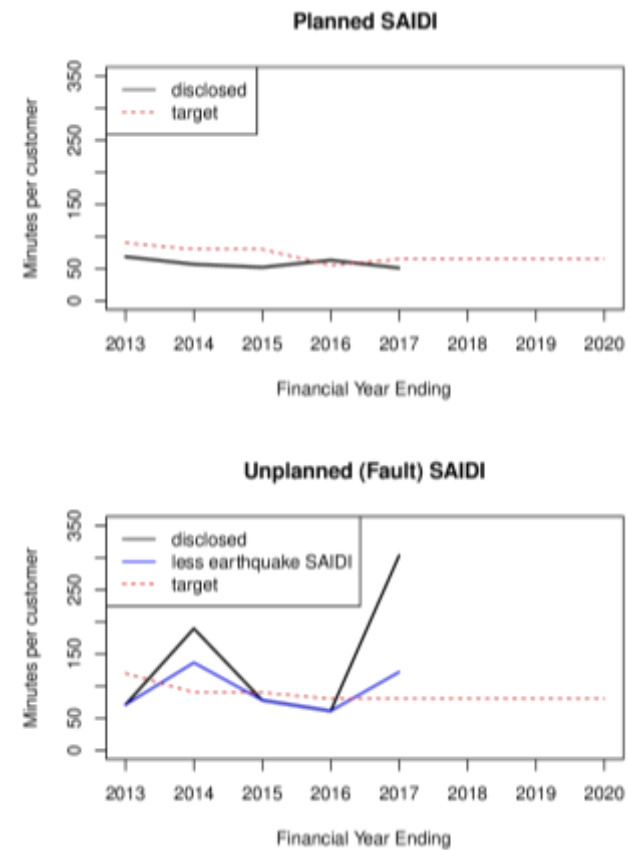 Planned SAIDI
disclosed
target
Minutes per customer
350
250
150
50
0
2013 2014 2015 2016 2017 2018 2019 2020
Financial Year Ending
Unplanned (Fault) SAIDI
disclosed
less earthquake SAIDI
target
Minutes per customer
350
250
150
50
0
2013 2014 2015 2016 2017 2018 2019 2020
Financial Year Ending